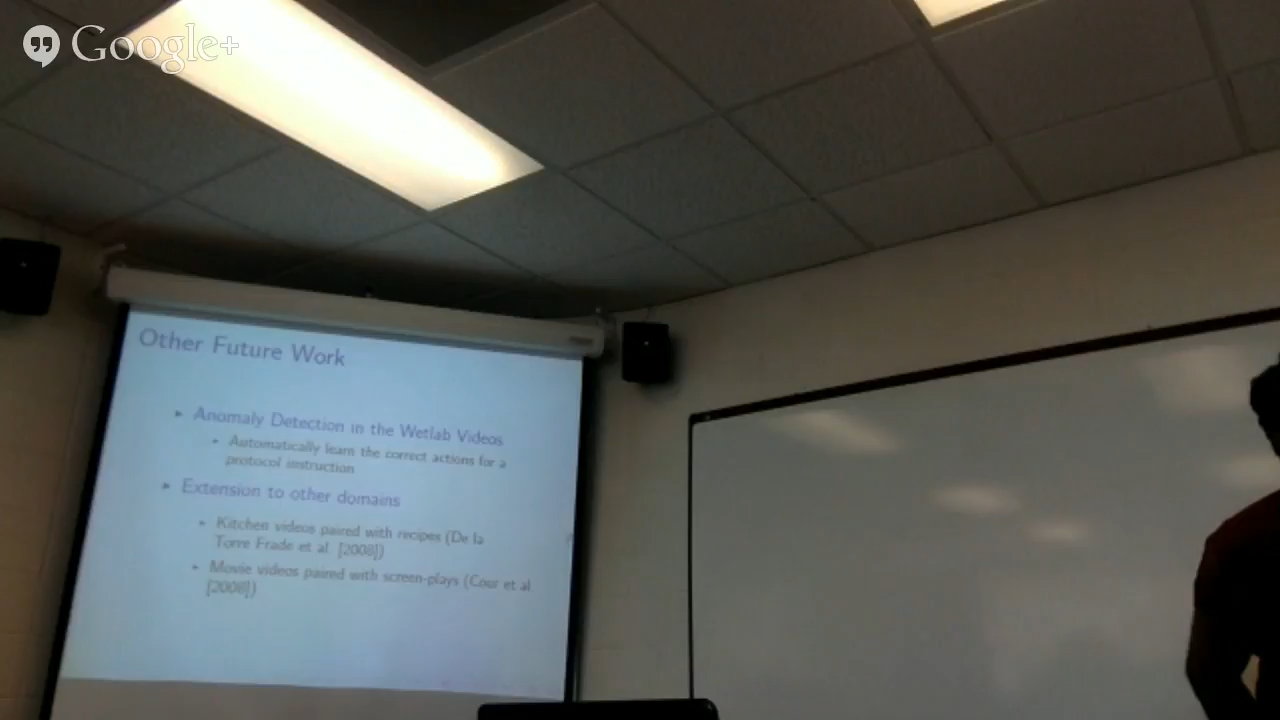 Google+
Other Future Work
Anomaly Detection in the Wetlab Videos
Automatically learn the correct actions for a
protocol instruction
Extension to other domains
Kitchen videos paired with recipes (De la
Torre Frade et al. [2008])
Movie videos paired with screen-plays (Cour et al.
[2008])